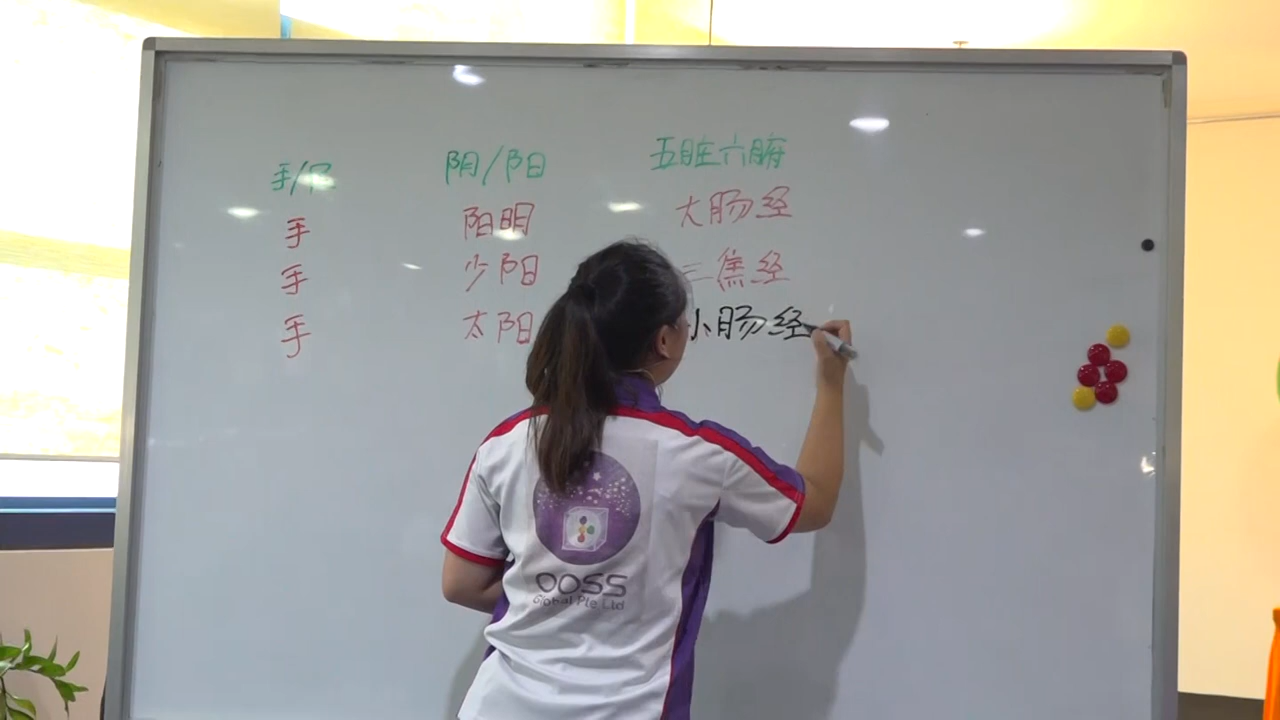 手/足 阴/阳 五脏六腑
手 阳明 大肠经
手 少阳 三焦经
手 太阳 小肠经
OOSS
Global Pte Ltd